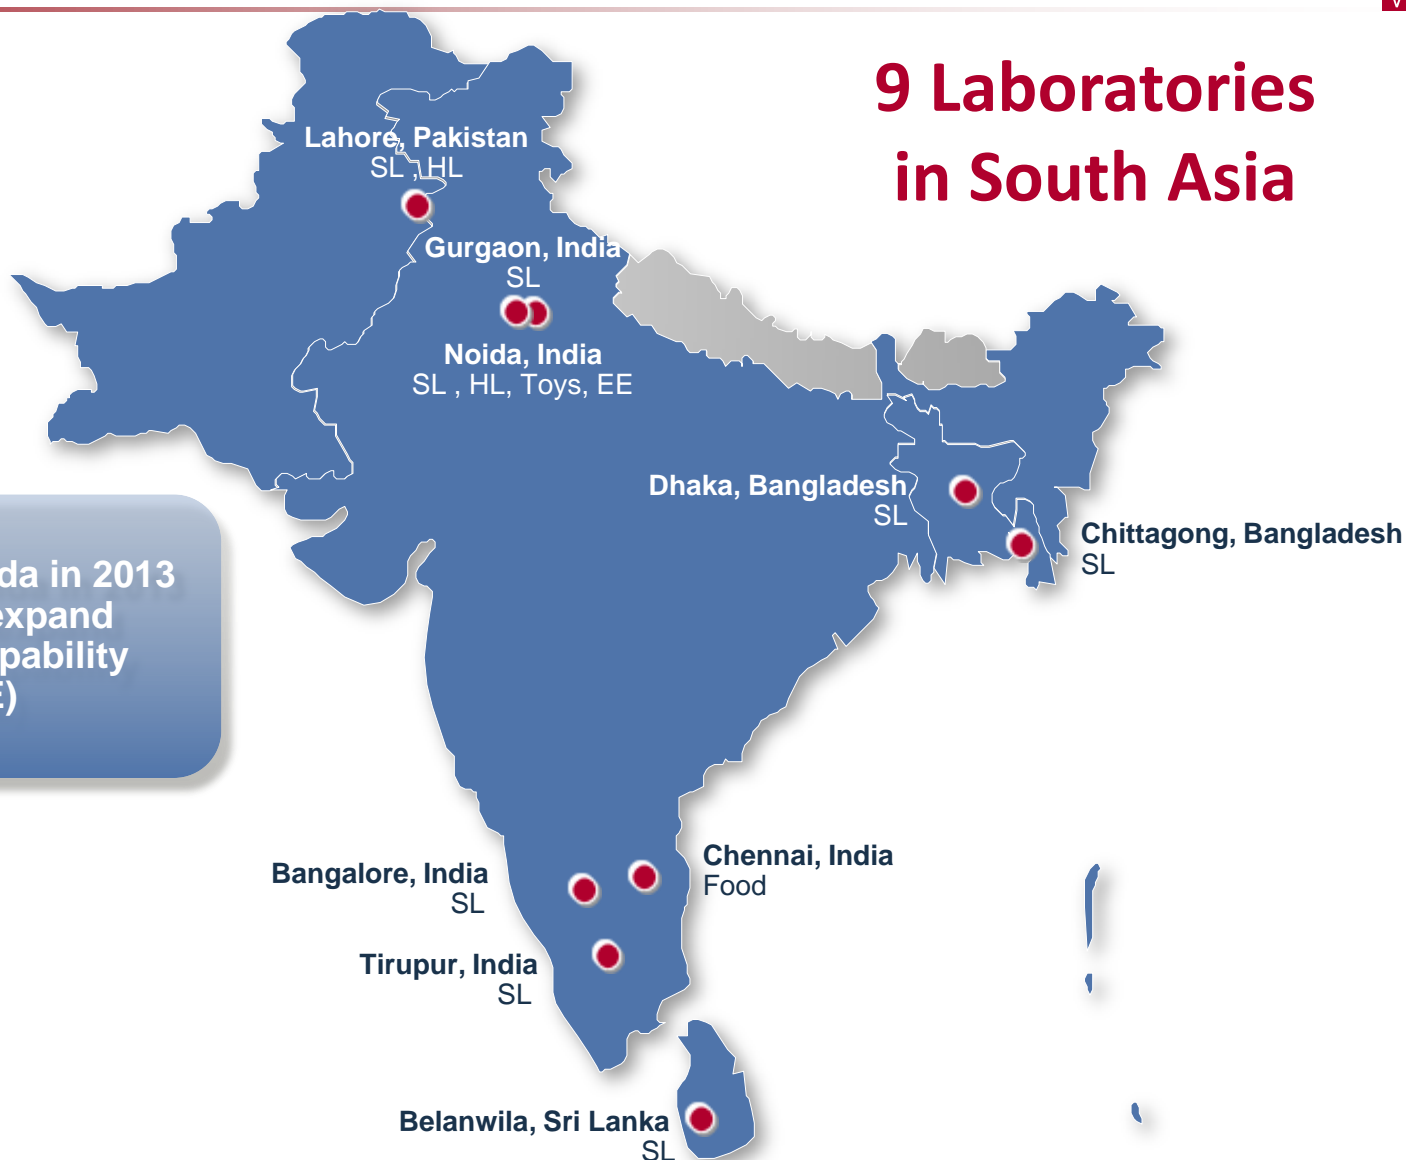 9 Laboratories
in South Asia
Lahore, Pakistan
SL , HL
Gurgaon, India
SL
Noida, India
SL , HL, Toys, EE
Dhaka, Bangladesh
SL
Chittagong, Bangladesh
SL
da in 2013
expand
pability
)
Bangalore, India
SL
Chennai, India
Food
Tirupur, India
SL
Belanwila, Sri Lanka
SL